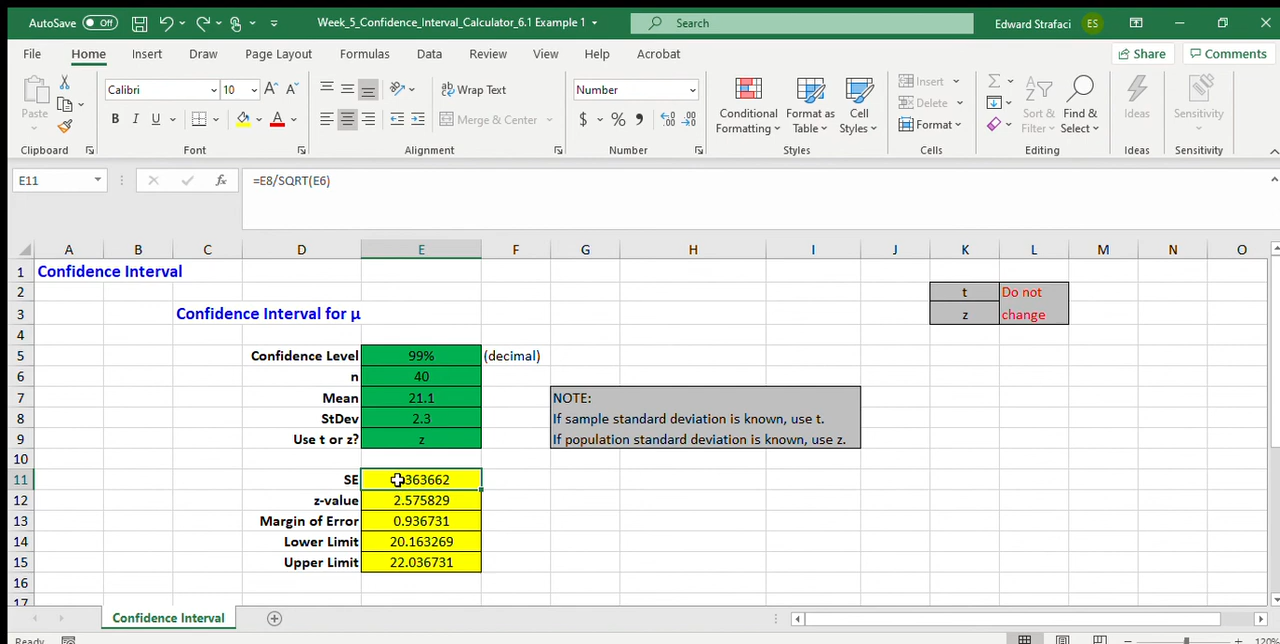 AutoSave Off Week_5_Confidence_Interval_Calculator_6.1 Example 1 Search Edward Strafaci ES
File Home Insert Draw Page Layout Formulas Data Review View Help Acrobat Share Comments
Paste Calibri 10 A A Wrap Text Number Insert Σ
B I U A Merge & Center $ % 9 Delete
Conditional Formatting Format as Table Cell Styles Format Sort & Filter Find & Select Ideas Sensitivity
Clipboard Font Alignment Number Styles Cells Editing Ideas Sensitivity
E11 fx =E8/SQRT(E6)
A B C D E F G H I J K L M N O
1 Confidence Interval
2 t Do not
3 Confidence Interval for µ z change
4
5 Confidence Level 99% (decimal)
6 n 40
7 Mean 21.1 NOTE:
8 StDev 2.3 If sample standard deviation is known, use t.
9 Use t or z? z If population standard deviation is known, use z.
10
11 SE 363662
12 z-value 2.575829
13 Margin of Error 0.936731
14 Lower Limit 20.163269
15 Upper Limit 22.036731
16
17
Confidence Interval
Ready 120%